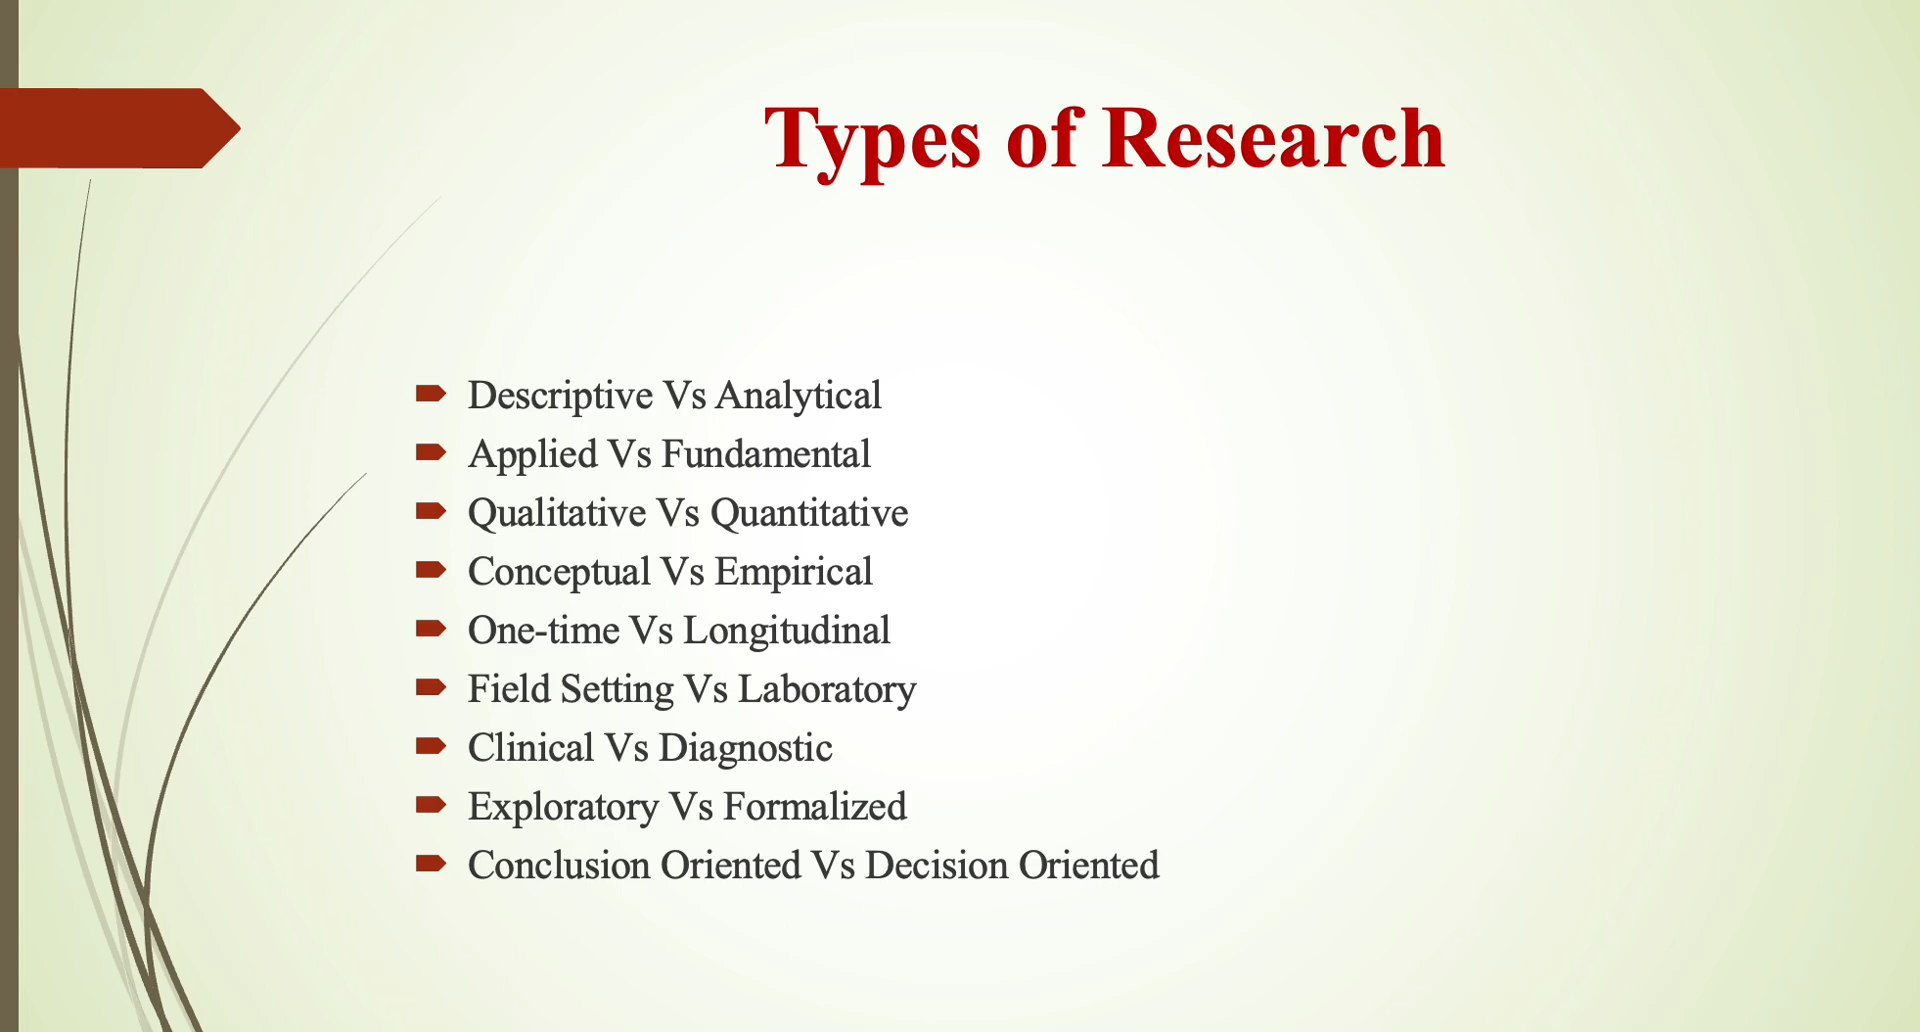 Types of Research
Descriptive Vs Analytical
Applied Vs Fundamental
Qualitative Vs Quantitative
Conceptual Vs Empirical
One-time Vs Longitudinal
Field Setting Vs Laboratory
Clinical Vs Diagnostic
Exploratory Vs Formalized
Conclusion Oriented Vs Decision Oriented